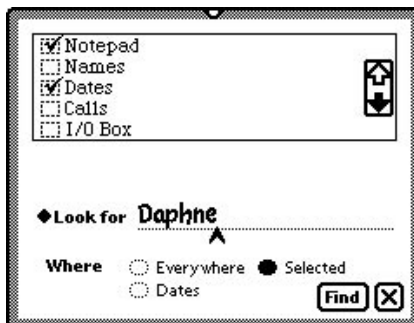 Notepad
Names
Dates
Calls
I/O Box
◆Look for Daphne
Where Everywhere Selected
Dates
Find